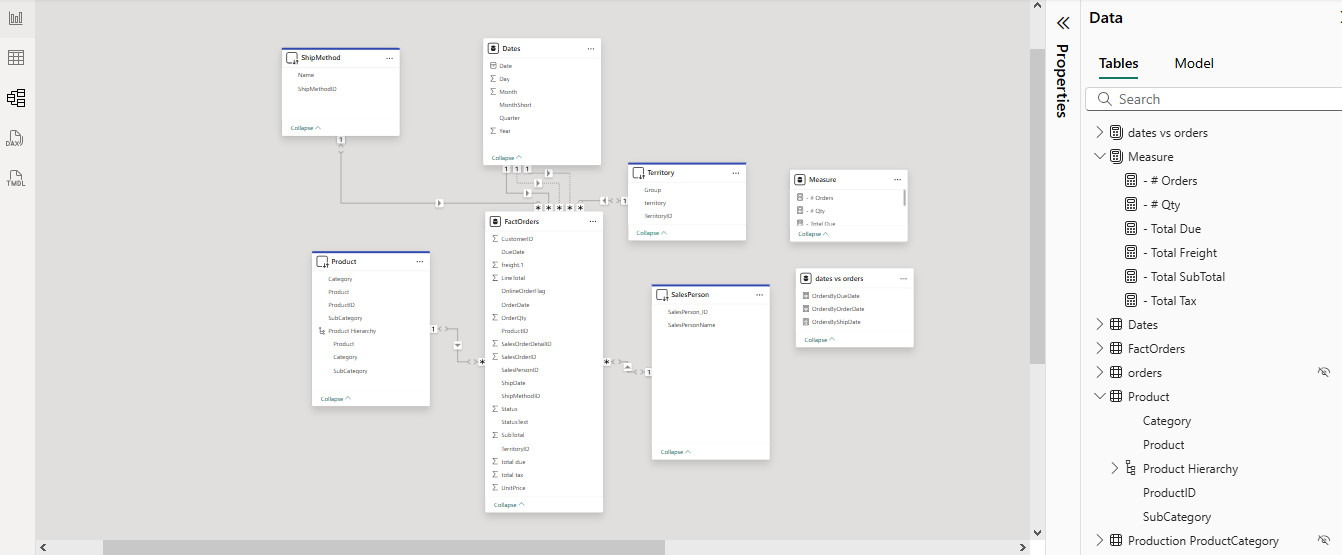 ShipMethod
Name
ShipMethodID
Collapse
1
Dates
Date
Day
Month
MonthShort
Quarter
Year
Collapse
1 1 1
Territory
Group
territory
TerritoryID
Collapse
1
Measure
- # Orders
- # Qty
- Total Due
Collapse
* * * * *
FactOrders
CustomerID
DueDate
freight.1
LineTotal
OnlineOrderFlag
OrderDate
OrderQty
ProductID
SalesOrderDetailID
SalesOrderID
SalesPersonID
ShipDate
ShipMethodID
Status
StatusText
SubTotal
TerritoryID
total due
total tax
UnitPrice
Collapse
Product
Category
Product
ProductID
SubCategory
Product Hierarchy
Product
Category
SubCategory
Collapse
1
*
SalesPerson
SalesPerson_ID
SalesPersonName
Collapse
*
1
dates vs orders
OrdersByDueDate
OrdersByOrderDate
OrdersByShipDate
Collapse
DAX
TMDL
Properties
Data
Tables Model
Search
dates vs orders
Measure
- # Orders
- # Qty
- Total Due
- Total Freight
- Total SubTotal
- Total Tax
Dates
FactOrders
orders
Product
Category
Product
Product Hierarchy
ProductID
SubCategory
Production ProductCategory